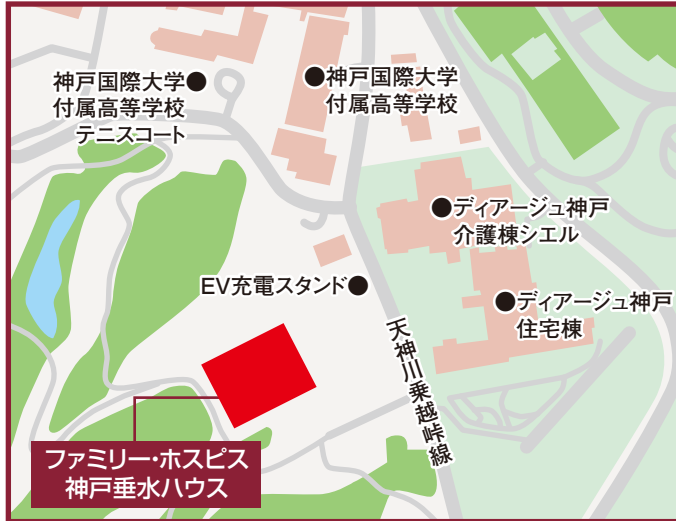 神戸国際大学
付属高等学校
テニスコート
神戸国際大学
付属高等学校
ディアージュ神戸
介護棟シエル
EV充電スタンド
ディアージュ神戸
住宅棟
天神川乗越峠線
ファミリー・ホスピス
神戸垂水ハウス